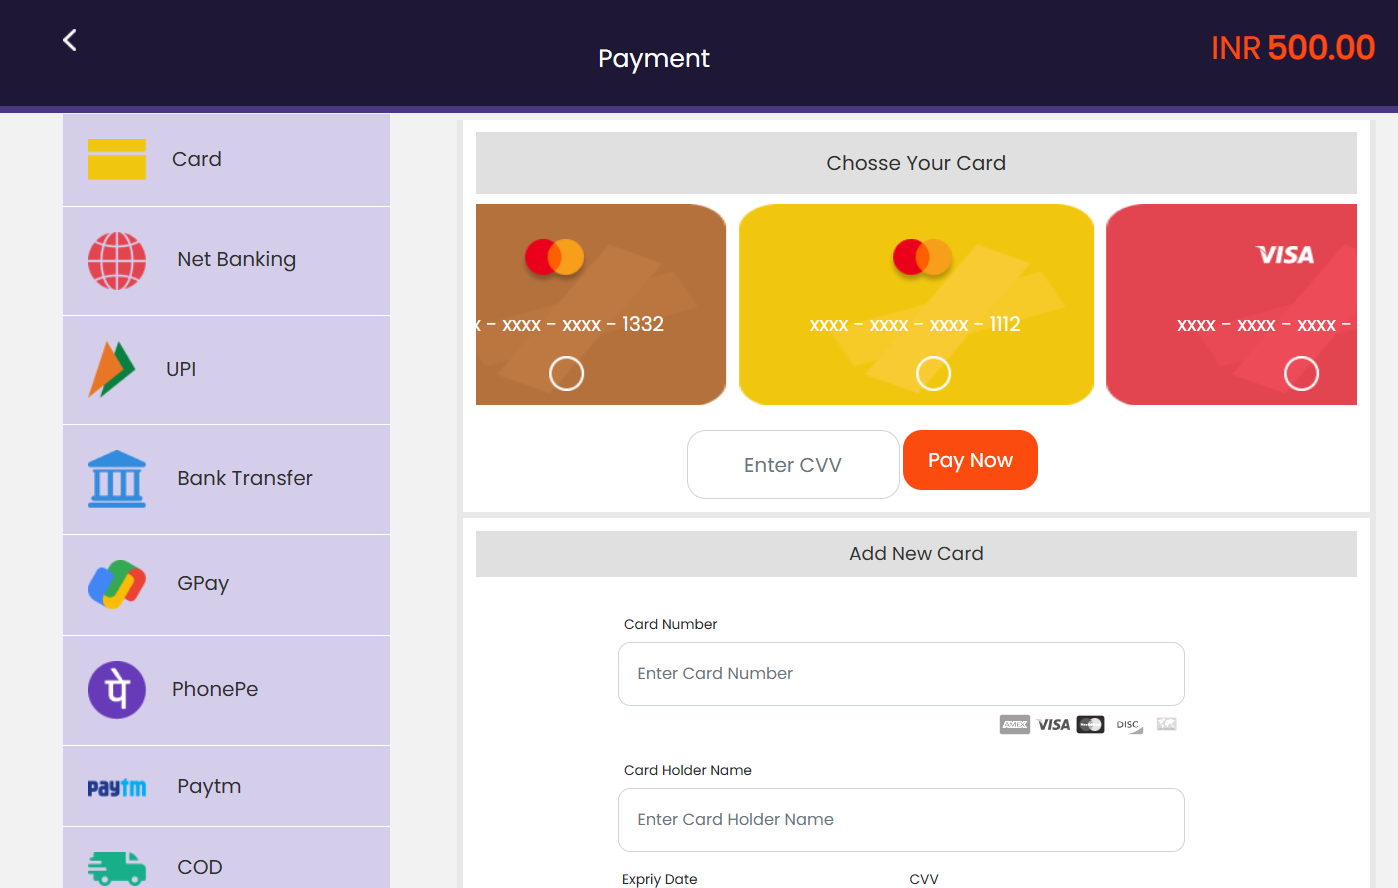 Payment
INR 500.00
Card
Net Banking
UPI
Bank Transfer
GPay
पे PhonePe
paytm Paytm
COD
Chosse Your Card
x - xxxx - xxxx - 1332
xxxx - xxxx - xxxx - 1112
VISA
xxxx - xxxx - xxxx -
Enter CVV
Pay Now
Add New Card
Card Number
Enter Card Number
AMEX VISA DISC
Card Holder Name
Enter Card Holder Name
Expriy Date
CVV